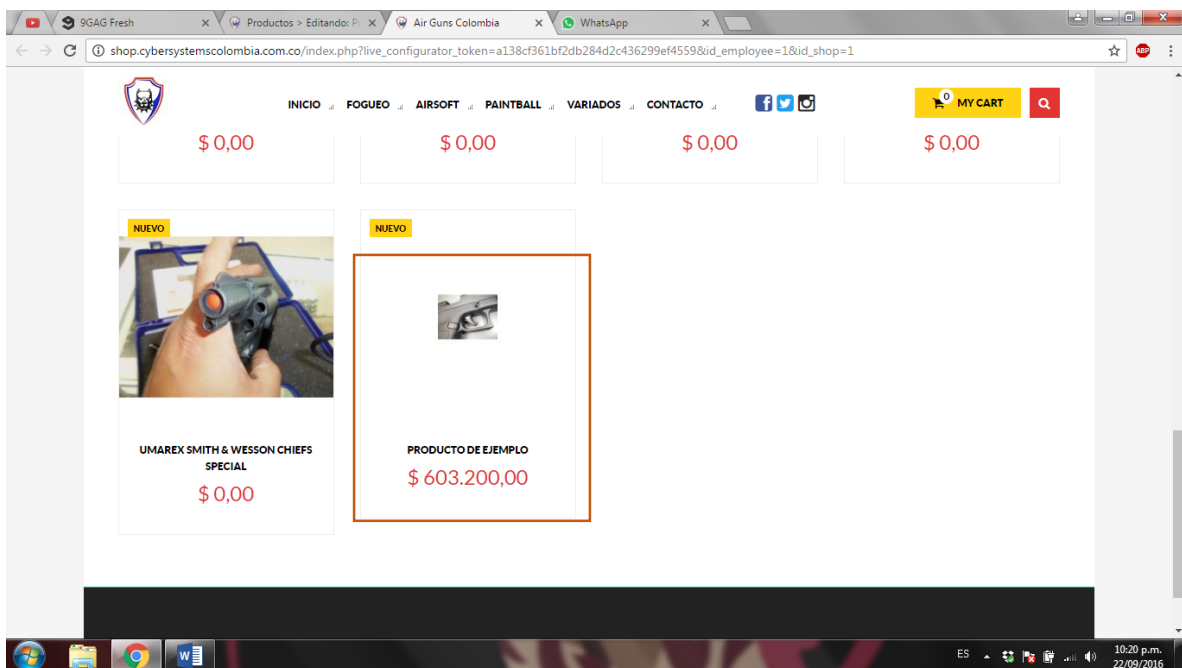 9GAG Fresh
Productos > Editando: P
Air Guns Colombia
WhatsApp
shop.cybersystemscolombia.com.co/index.php?live_configurator_token=a138cf361bf2db284d2c436299ef4559&id_employee=1&id_shop=1
ABP
INICIO
FOGUEO
AIRSOFT
PAINTBALL
VARIADOS
CONTACTO
0
MY CART
$ 0,00
$ 0,00
$ 0,00
$ 0,00
NUEVO
NUEVO
UMAREX SMITH & WESSON CHIEFS
SPECIAL
$ 0,00
PRODUCTO DE EJEMPLO
$ 603.200,00
ES
10:20 p.m.
22/09/2016